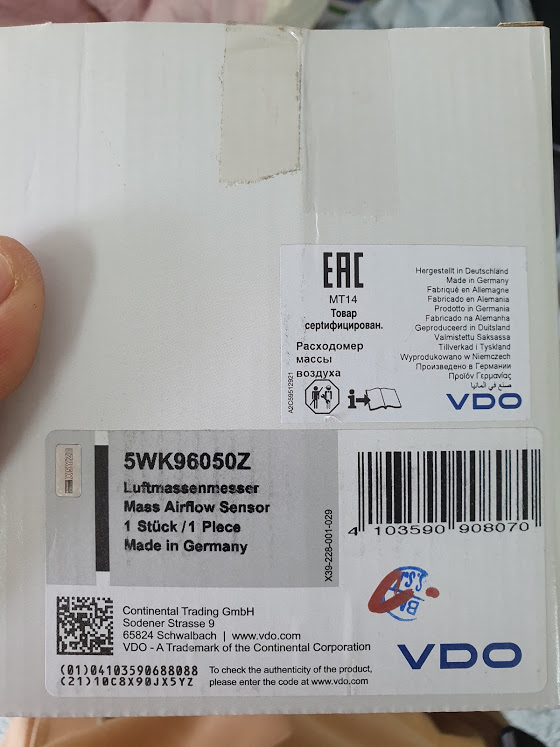 EAC
MT14
Товар
сертифицирован.
Расходомер
массы
воздуха
A2C59512921
Hergestellt in Deutschland
Made in Germany
Fabriqué en Allemagne
Fabricado en Alemania
Prodotto in Germania
Fabricado na Alemanha
Geproduceerd in Duitsland
Valmistettu Saksassa
Tillverkad i Tyskland
Wyprodukowano w Niemczech
Произведено в Германии
Προϊόν Γερμανίας
صنع في ألمانيا
VDO
5WK96050Z
Luftmassenmesser
Mass Airflow Sensor
1 Stück / 1 Piece
Made in Germany
X39-228-001-029
4 103590 908070
Continental Trading GmbH
Sodener Strasse 9
65824 Schwalbach | www.vdo.com
VDO - A Trademark of the Continental Corporation
(01)04103590688088
(21)10C8X90JX5YZ
To check the authenticity of the product,
please enter the code at www.vdo.com
VDO